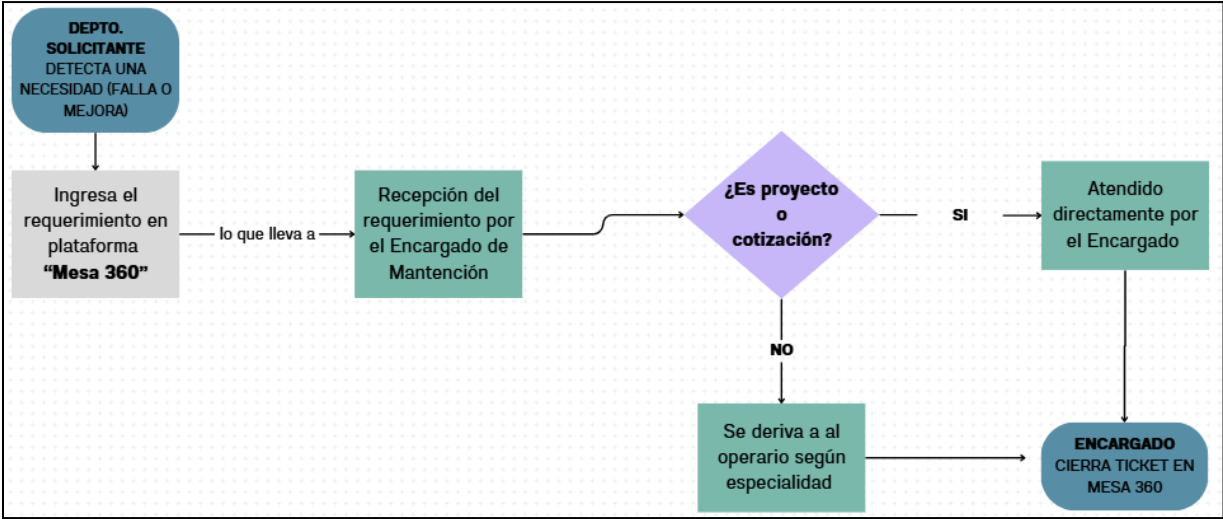 DEPTO.
SOLICITANTE
DETECTA UNA
NECESIDAD (FALLA O
MEJORA)
Ingresa el
requerimiento en
plataforma
“Mesa 360”
lo que lleva a
Recepción del
requerimiento por
el Encargado de
Mantención
¿Es proyecto
o
cotización?
SI
Atendido
directamente por
el Encargado
NO
Se deriva a al
operario según
especialidad
ENCARGADO
CIERRA TICKET EN
MESA 360